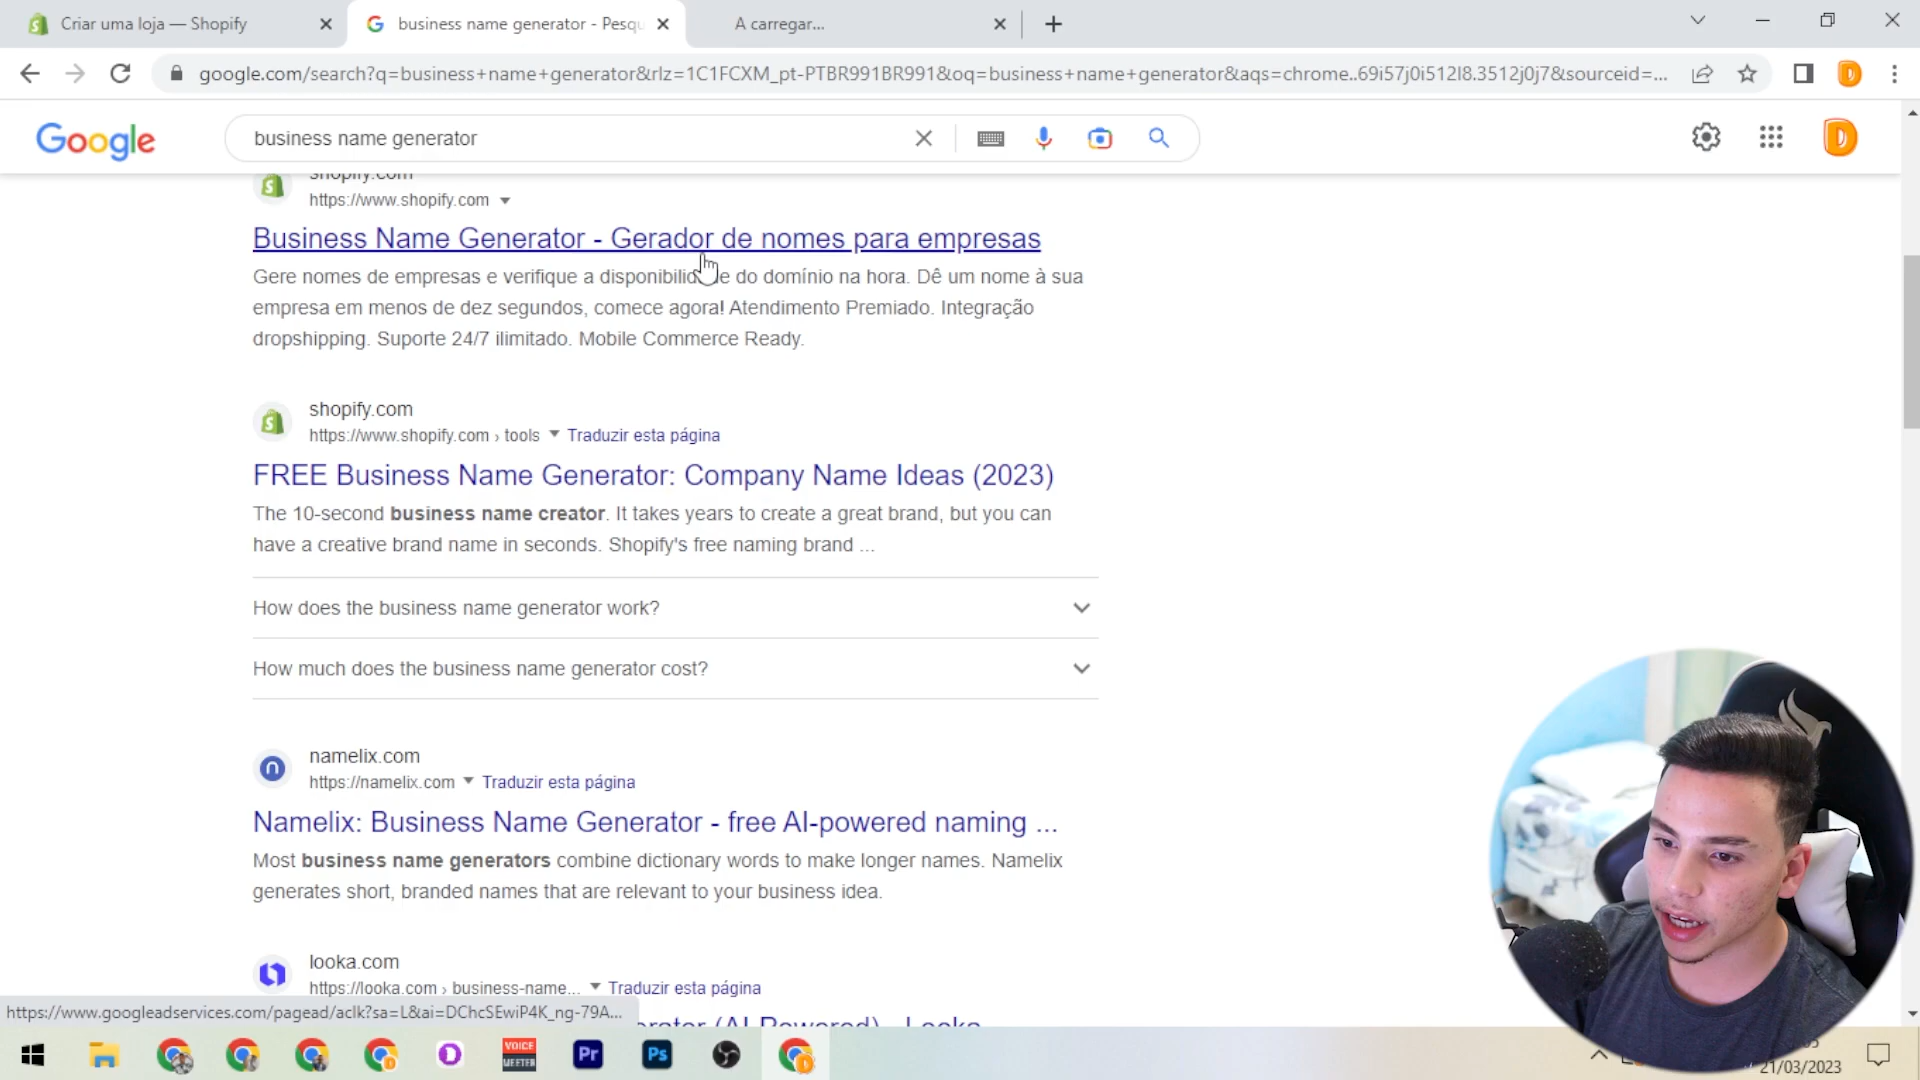 Criar uma loja — Shopify
business name generator - Pesqu
A carregar...
google.com/search?q=business+name+generator&rlz=1C1FCXM_pt-PTBR991BR991&oq=business+name+generator&aqs=chrome..69i57j0i512l8.3512j0j7&sourceid=...
Google
business name generator
shopify.com
https://www.shopify.com
Business Name Generator - Gerador de nomes para empresas
Gere nomes de empresas e verifique a disponibilidade do domínio na hora. Dê um nome à sua
empresa em menos de dez segundos, comece agora! Atendimento Premiado. Integração
dropshipping. Suporte 24/7 ilimitado. Mobile Commerce Ready.
shopify.com
https://www.shopify.com › tools Traduzir esta página
FREE Business Name Generator: Company Name Ideas (2023)
The 10-second business name creator. It takes years to create a great brand, but you can
have a creative brand name in seconds. Shopify's free naming brand ...
How does the business name generator work?
How much does the business name generator cost?
namelix.com
https://namelix.com Traduzir esta página
Namelix: Business Name Generator - free AI-powered naming ...
Most business name generators combine dictionary words to make longer names. Namelix
generates short, branded names that are relevant to your business idea.
looka.com
https://looka.com › business-name... Traduzir esta página
https://www.googleadservices.com/pagead/aclk?sa=L&ai=DChcSEwiP4K_ng-79A...
(AI-Powered) - Looka
VOICE
MEETER
Pr
Ps
21/03/2023